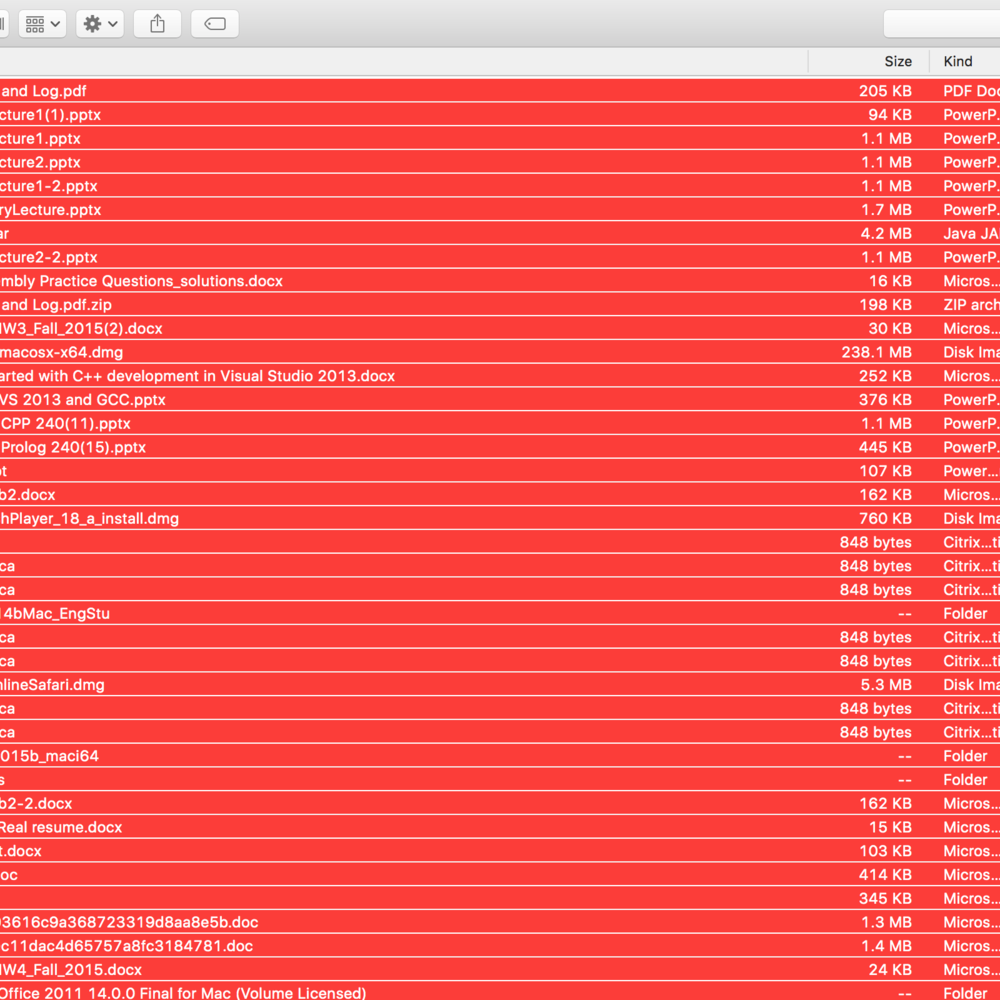 Size Kind
and Log.pdf 205 KB PDF Doc
cture1(1).pptx 94 KB PowerP.
cture1.pptx 1.1 MB PowerP.
cture2.pptx 1.1 MB PowerP.
cture1-2.pptx 1.1 MB PowerP.
ryLecture.pptx 1.7 MB PowerP.
ar 4.2 MB Java JA
cture2-2.pptx 1.1 MB PowerP.
mbly Practice Questions_solutions.docx 16 KB Micros...
and Log.pdf.zip 198 KB ZIP arch
W3_Fall_2015(2).docx 30 KB Micros...
macosx-x64.dmg 238.1 MB Disk Ima
arted with C++ development in Visual Studio 2013.docx 252 KB Micros...
VS 2013 and GCC.pptx 376 KB PowerP.
CPP 240(11).pptx 1.1 MB PowerP.
Prolog 240(15).pptx 445 KB PowerP.
ot 107 KB Power...
b2.docx 162 KB Micros...
hPlayer_18_a_install.dmg 760 KB Disk Ima
848 bytes Citrix...ti
ca 848 bytes Citrix...ti
ca 848 bytes Citrix...ti
14bMac_EngStu -- Folder
ca 848 bytes Citrix...ti
ca 848 bytes Citrix...ti
nlineSafari.dmg 5.3 MB Disk Ima
ca 848 bytes Citrix...ti
ca 848 bytes Citrix...ti
015b_maci64 -- Folder
s -- Folder
b2-2.docx 162 KB Micros...
Real resume.docx 15 KB Micros...
t.docx 103 KB Micros...
oc 414 KB Micros...
345 KB Micros...
03616c9a368723319d8aa8e5b.doc 1.3 MB Micros...
c11dac4d65757a8fc3184781.doc 1.4 MB Micros...
W4_Fall_2015.docx 24 KB Micros...
Office 2011 14.0.0 Final for Mac (Volume Licensed) -- Folder